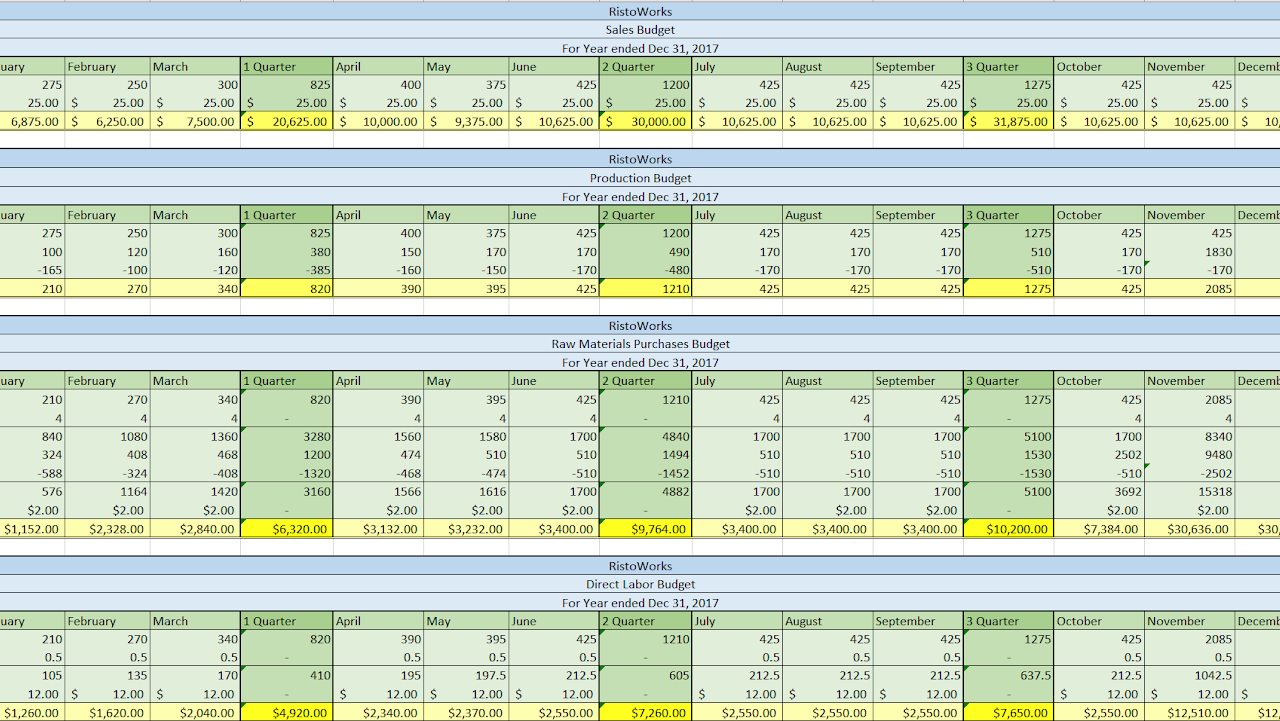 RistoWorks
Sales Budget
For Year ended Dec 31, 2017
uary February March 1 Quarter April May June 2 Quarter July August September 3 Quarter October November Decemb
275 250 300 825 400 375 425 1200 425 425 425 1275 425 425
25.00 $ 25.00 $ 25.00 $ 25.00 $ 25.00 $ 25.00 $ 25.00 $ 25.00 $ 25.00 $ 25.00 $ 25.00 $ 25.00 $ 25.00 $ 25.00 $
6,875.00 $ 6,250.00 $ 7,500.00 $ 20,625.00 $ 10,000.00 $ 9,375.00 $ 10,625.00 $ 30,000.00 $ 10,625.00 $ 10,625.00 $ 10,625.00 $ 31,875.00 $ 10,625.00 $ 10,625.00 $ 10,
RistoWorks
Production Budget
For Year ended Dec 31, 2017
uary February March 1 Quarter April May June 2 Quarter July August September 3 Quarter October November Decemb
275 250 300 825 400 375 425 1200 425 425 425 1275 425 425
100 120 160 380 150 170 170 490 170 170 170 510 170 1830
-165 -100 -120 -385 -160 -150 -170 -480 -170 -170 -170 -510 -170 -170
210 270 340 820 390 395 425 1210 425 425 425 1275 425 2085
RistoWorks
Raw Materials Purchases Budget
For Year ended Dec 31, 2017
uary February March 1 Quarter April May June 2 Quarter July August September 3 Quarter October November Decemb
210 270 340 820 390 395 425 1210 425 425 425 1275 425 2085
4 4 4 - 4 4 4 - 4 4 4 - 4 4
840 1080 1360 3280 1560 1580 1700 4840 1700 1700 1700 5100 1700 8340
324 408 468 1200 474 510 510 1494 510 510 510 1530 2502 9480
-588 -324 -408 -1320 -468 -474 -510 -1452 -510 -510 -510 -1530 -510 -2502
576 1164 1420 3160 1566 1616 1700 4882 1700 1700 1700 5100 3692 15318
$2.00 $2.00 $2.00 - $2.00 $2.00 $2.00 - $2.00 $2.00 $2.00 - $2.00 $2.00
$1,152.00 $2,328.00 $2,840.00 $6,320.00 $3,132.00 $3,232.00 $3,400.00 $9,764.00 $3,400.00 $3,400.00 $3,400.00 $10,200.00 $7,384.00 $30,636.00 $30,
RistoWorks
Direct Labor Budget
For Year ended Dec 31, 2017
uary February March 1 Quarter April May June 2 Quarter July August September 3 Quarter October November Decemb
210 270 340 820 390 395 425 1210 425 425 425 1275 425 2085
0.5 0.5 0.5 - 0.5 0.5 0.5 - 0.5 0.5 0.5 - 0.5 0.5
105 135 170 410 195 197.5 212.5 605 212.5 212.5 212.5 637.5 212.5 1042.5
12.00 $ 12.00 $ 12.00 - $ 12.00 $ 12.00 $ 12.00 - $ 12.00 $ 12.00 $ 12.00 - $ 12.00 $ 12.00 $
$1,260.00 $1,620.00 $2,040.00 $4,920.00 $2,340.00 $2,370.00 $2,550.00 $7,260.00 $2,550.00 $2,550.00 $2,550.00 $7,650.00 $2,550.00 $12,510.00 $12